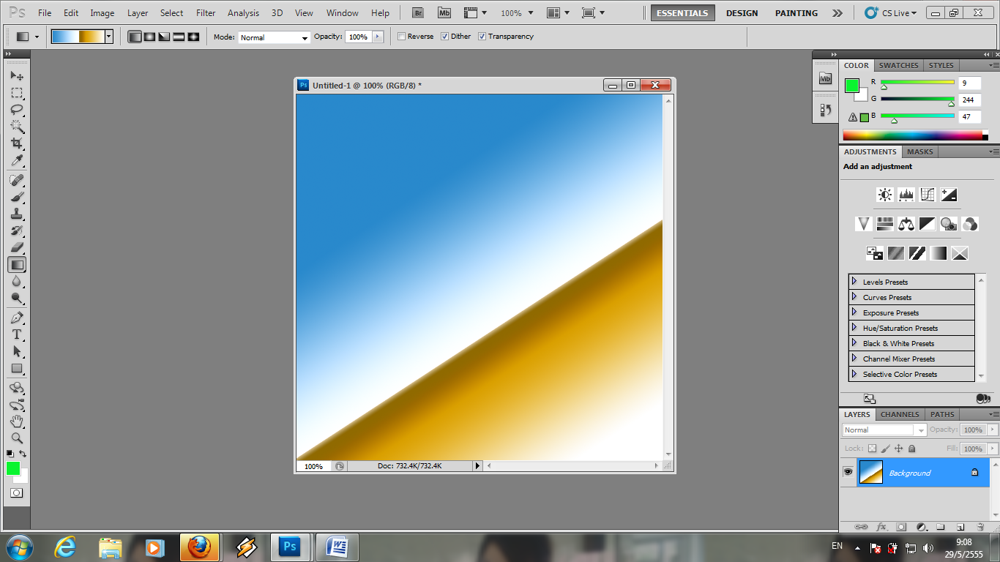 Ps File Edit Image Layer Select Filter Analysis 3D View Window Help Br Mb 100% ESSENTIALS DESIGN PAINTING CS Live
Mode: Normal Opacity: 100% Reverse Dither Transparency
Ps Untitled-1 @ 100% (RGB/8) *
100% Doc: 732.4K/732.4K
Mb
COLOR SWATCHES STYLES
R 9
G 244
B 47
ADJUSTMENTS MASKS
Add an adjustment
Levels Presets
Curves Presets
Exposure Presets
Hue/Saturation Presets
Black & White Presets
Channel Mixer Presets
Selective Color Presets
LAYERS CHANNELS PATHS
Normal Opacity: 100%
Lock: Fill: 100%
Background
fx
T
Ps W EN 9:08
29/5/2555